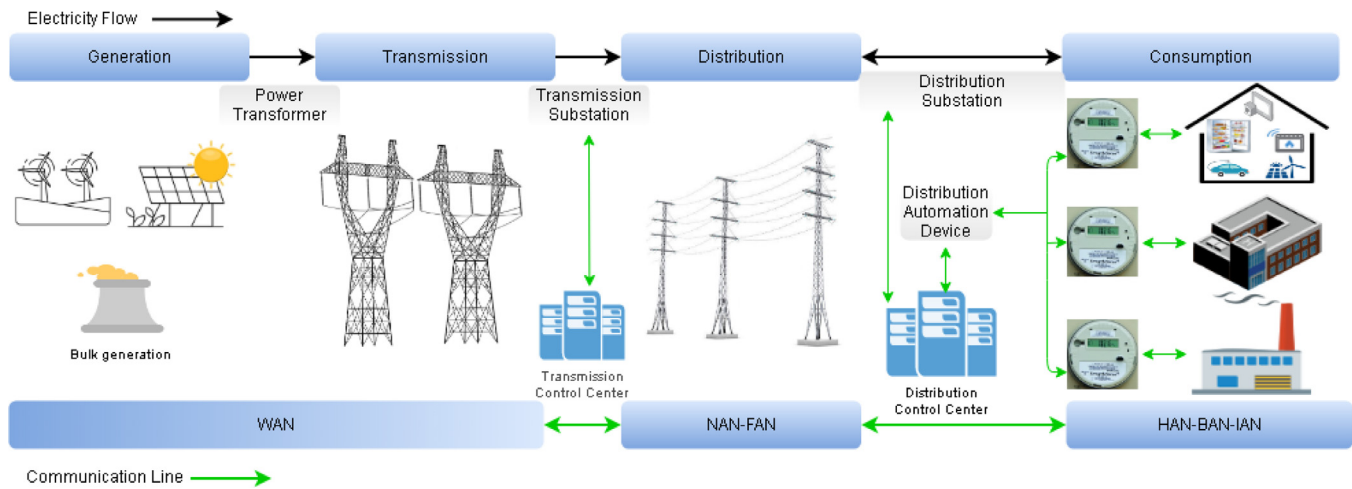 Electricity Flow
Generation
Transmission
Distribution
Consumption
Power
Transformer
Transmission
Substation
Distribution
Substation
Distribution
Automation
Device
Bulk generation
Transmission
Control Center
Distribution
Control Center
WAN
NAN-FAN
HAN-BAN-IAN
Communication Line